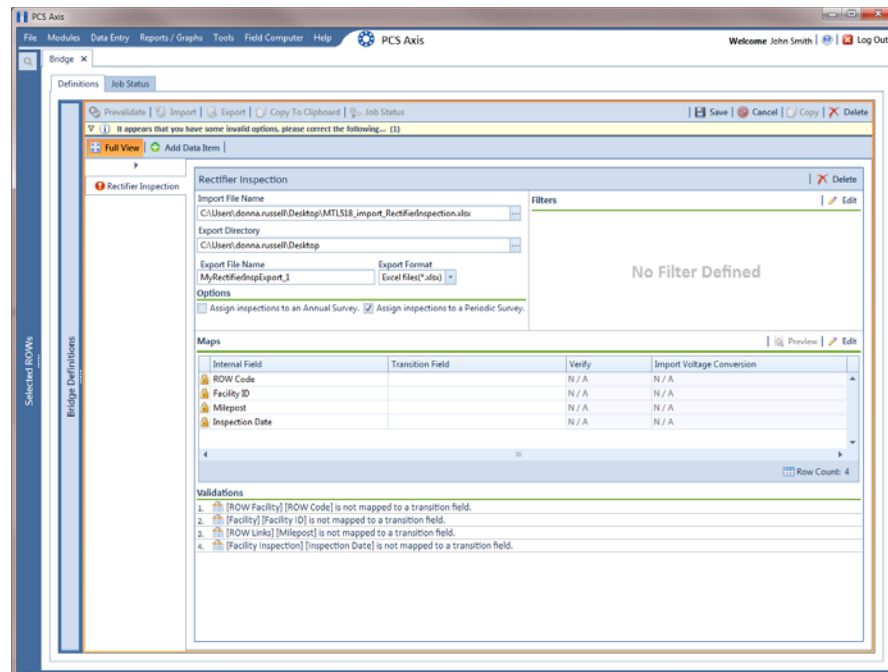 PCS Axis
File Modules Data Entry Reports / Graphs Tools Field Computer Help PCS Axis Welcome John Smith Log Out
Bridge
Definitions Job Status
Prevalidate Import Export Copy To Clipboard Job Status Save Cancel Copy Delete
It appears that you have some invalid options, please correct the following... (1)
Full View Add Data Item
Rectifier Inspection
Rectifier Inspection Delete
Import File Name
C:\Users\donna.russell\Desktop\MTL518_import_RectifierInspection.xlsx
Export Directory
C:\Users\donna.russell\Desktop
Export File Name Export Format
MyRectifierInspExport_1 Excel files(*.xlsx)
Options
Assign inspections to an Annual Survey. Assign inspections to a Periodic Survey.
Filters Edit
No Filter Defined
Maps Preview Edit
Internal Field Transition Field Verify Import Voltage Conversion
ROW Code N / A N / A
Facility ID N / A N / A
Milepost N / A N / A
Inspection Date N / A N / A
Row Count: 4
Validations
1. [ROW Facility] [ROW Code] is not mapped to a transition field.
2. [Facility] [Facility ID] is not mapped to a transition field.
3. [ROW Links] [Milepost] is not mapped to a transition field.
4. [Facility Inspection] [Inspection Date] is not mapped to a transition field.
Selected ROWs
Bridge Definitions